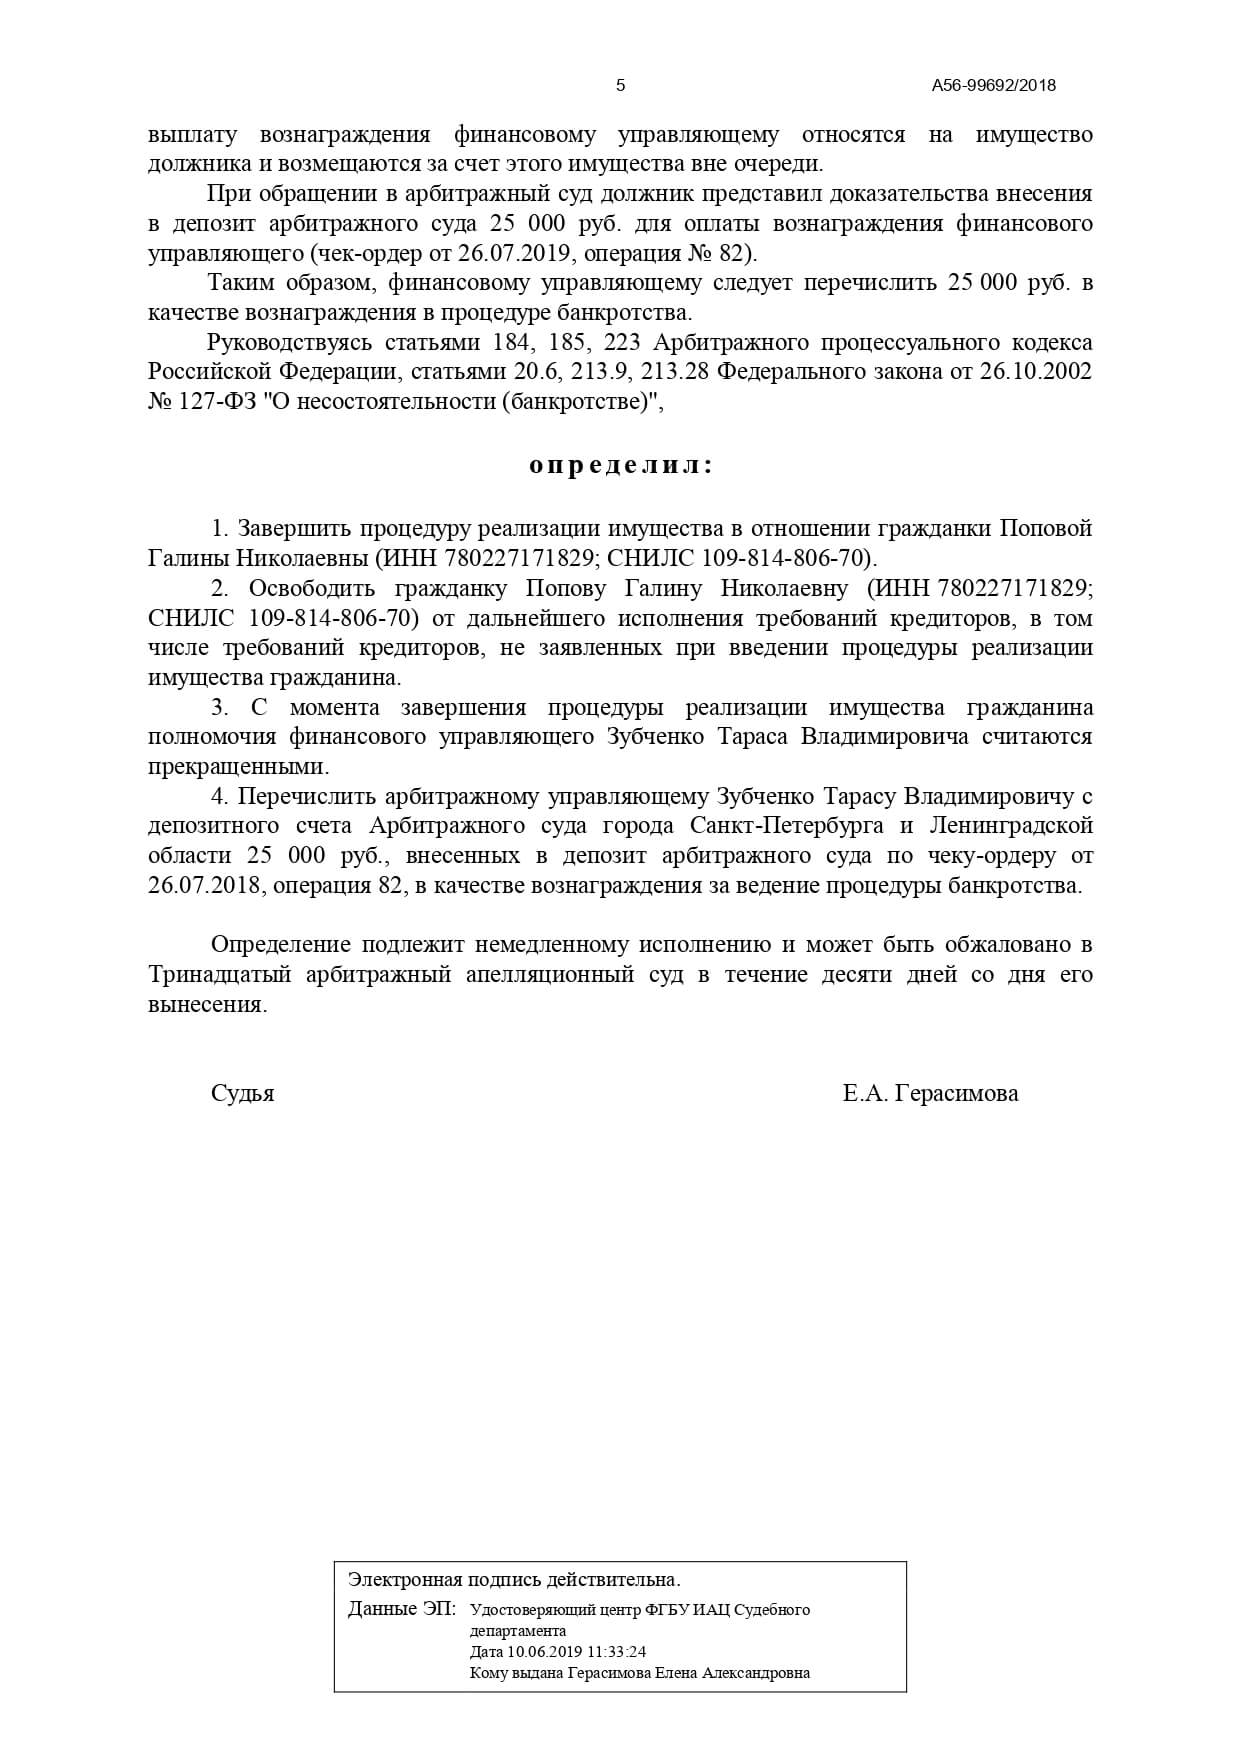 5 А56-99692/2018
выплату вознаграждения финансовому управляющему относятся на имущество
должника и возмещаются за счет этого имущества вне очереди.
При обращении в арбитражный суд должник представил доказательства внесения
в депозит арбитражного суда 25 000 руб. для оплаты вознаграждения финансового
управляющего (чек-ордер от 26.07.2019, операция № 82).
Таким образом, финансовому управляющему следует перечислить 25 000 руб. в
качестве вознаграждения в процедуре банкротства.
Руководствуясь статьями 184, 185, 223 Арбитражного процессуального кодекса
Российской Федерации, статьями 20.6, 213.9, 213.28 Федерального закона от 26.10.2002
№ 127-ФЗ "О несостоятельности (банкротстве)",
определил:
1. Завершить процедуру реализации имущества в отношении гражданки Поповой
Галины Николаевны (ИНН 780227171829; СНИЛС 109-814-806-70).
2. Освободить гражданку Попову Галину Николаевну (ИНН 780227171829;
СНИЛС 109-814-806-70) от дальнейшего исполнения требований кредиторов, в том
числе требований кредиторов, не заявленных при введении процедуры реализации
имущества гражданина.
3. С момента завершения процедуры реализации имущества гражданина
полномочия финансового управляющего Зубченко Тараса Владимировича считаются
прекращенными.
4. Перечислить арбитражному управляющему Зубченко Тарасу Владимировичу с
депозитного счета Арбитражного суда города Санкт-Петербурга и Ленинградской
области 25 000 руб., внесенных в депозит арбитражного суда по чеку-ордеру от
26.07.2018, операция 82, в качестве вознаграждения за ведение процедуры банкротства.
Определение подлежит немедленному исполнению и может быть обжаловано в
Тринадцатый арбитражный апелляционный суд в течение десяти дней со дня его
вынесения.
Судья Е.А. Герасимова
Электронная подпись действительна.
Данные ЭП: Удостоверяющий центр ФГБУ ИАЦ Судебного
департамента
Дата 10.06.2019 11:33:24
Кому выдана Герасимова Елена Александровна